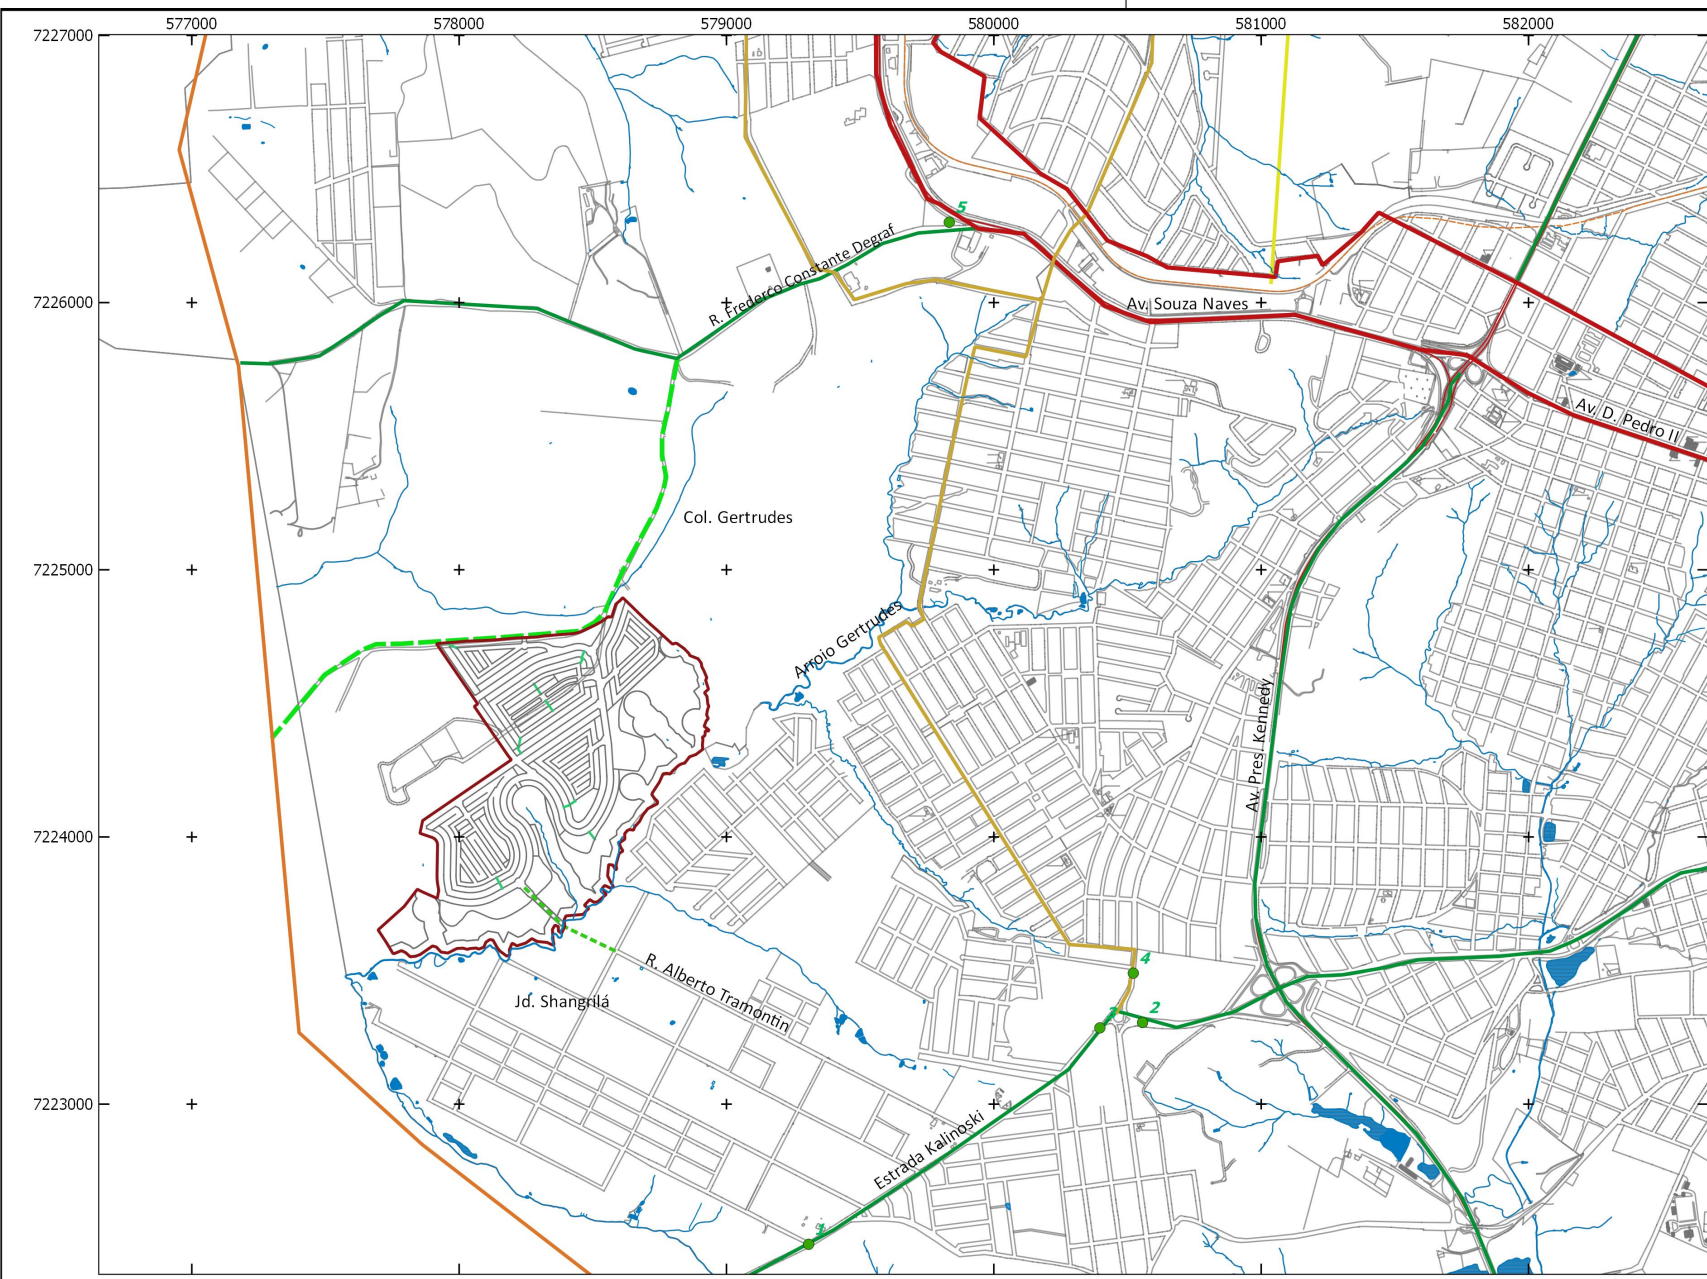 577000 578000 579000 580000 581000 582000
7227000
5
R. Frederco Constante Degraf
7226000
Av. Souza Naves
Av. D. Pedro II
Col. Gertrudes
7225000
Arroio Gertrudes
Av. Pres. Kennedy
7224000
4
R. Alberto Tramontin
Jd. Shangrilá
3
2
7223000
Estrada Kalinoski
1